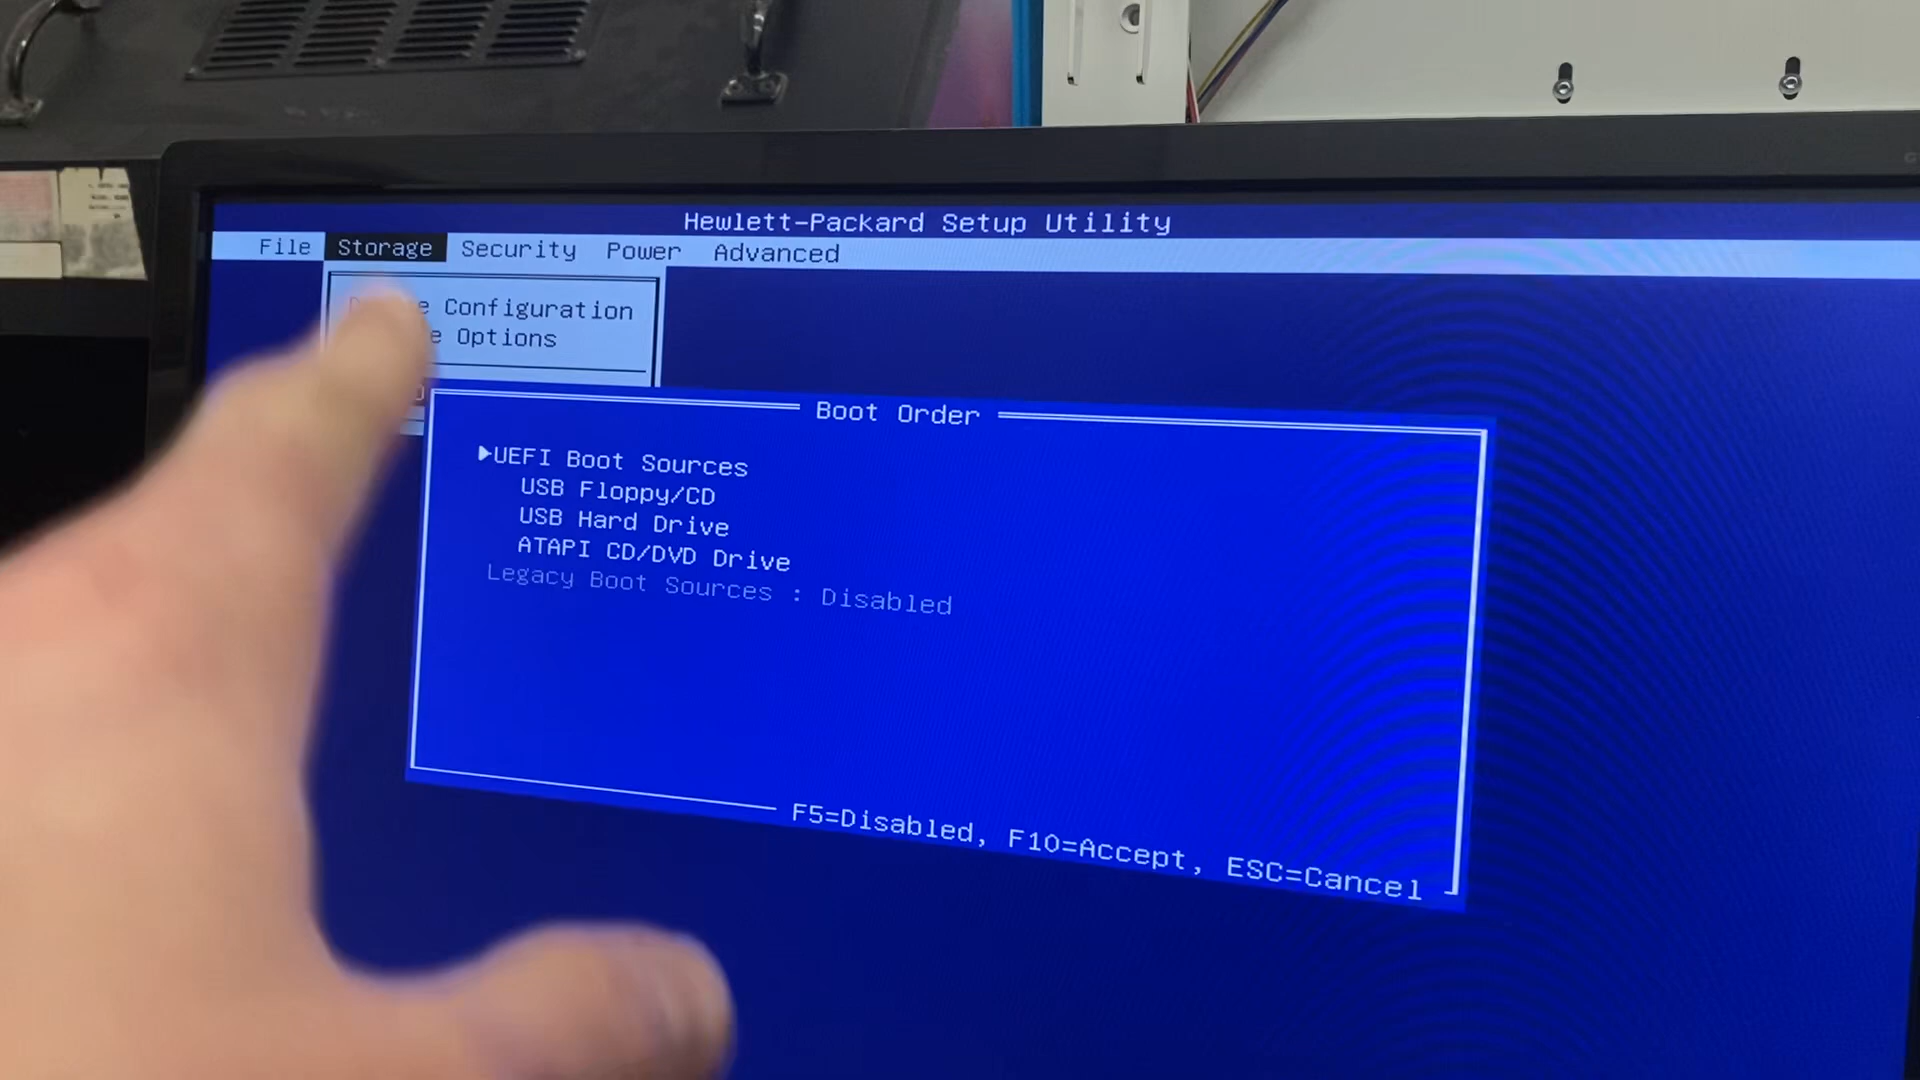 Hewlett-Packard Setup Utility
File Storage Security Power Advanced
Configuration
Options
Boot Order
▶UEFI Boot Sources
USB Floppy/CD
USB Hard Drive
ATAPI CD/DVD Drive
Legacy Boot Sources : Disabled
F5=Disabled, F10=Accept, ESC=Cancel